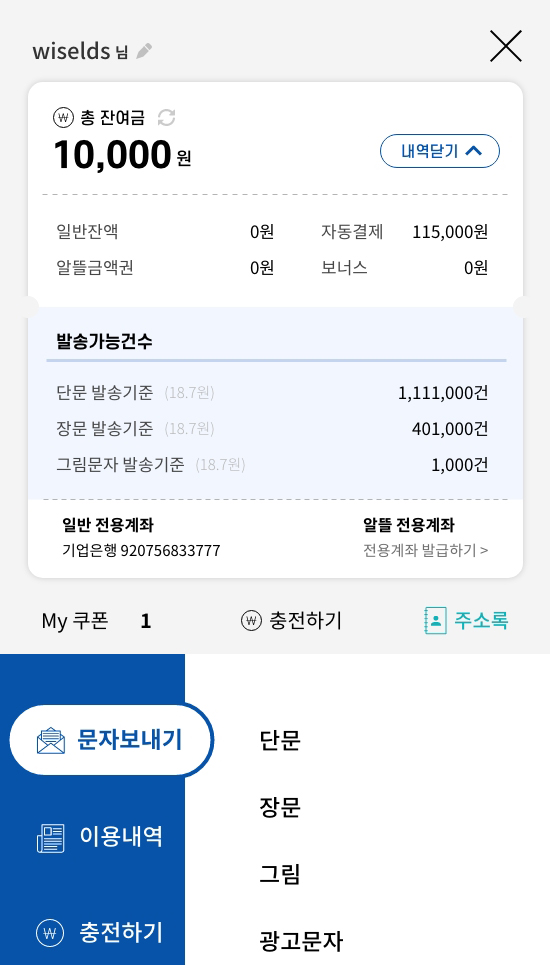 wiselds 님
총 잔여금
10,000 원
내역닫기
일반잔액 0원 자동결제 115,000원
알뜰금액권 0원 보너스 0원
발송가능건수
단문 발송기준 (18.7원) 1,111,000건
장문 발송기준 (18.7원) 401,000건
그림문자 발송기준 (18.7원) 1,000건
일반 전용계좌 알뜰 전용계좌
기업은행 920756833777 전용계좌 발급하기 >
My 쿠폰 1 충전하기 주소록
문자보내기
이용내역
충전하기
단문
장문
그림
광고문자